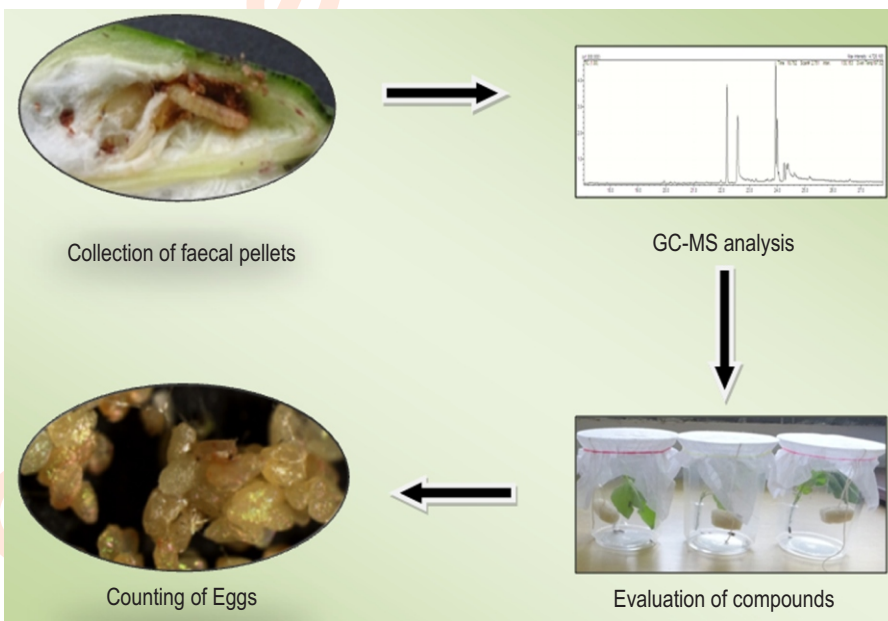 Collection of faecal pellets
GC-MS analysis
Evaluation of compounds
Counting of Eggs